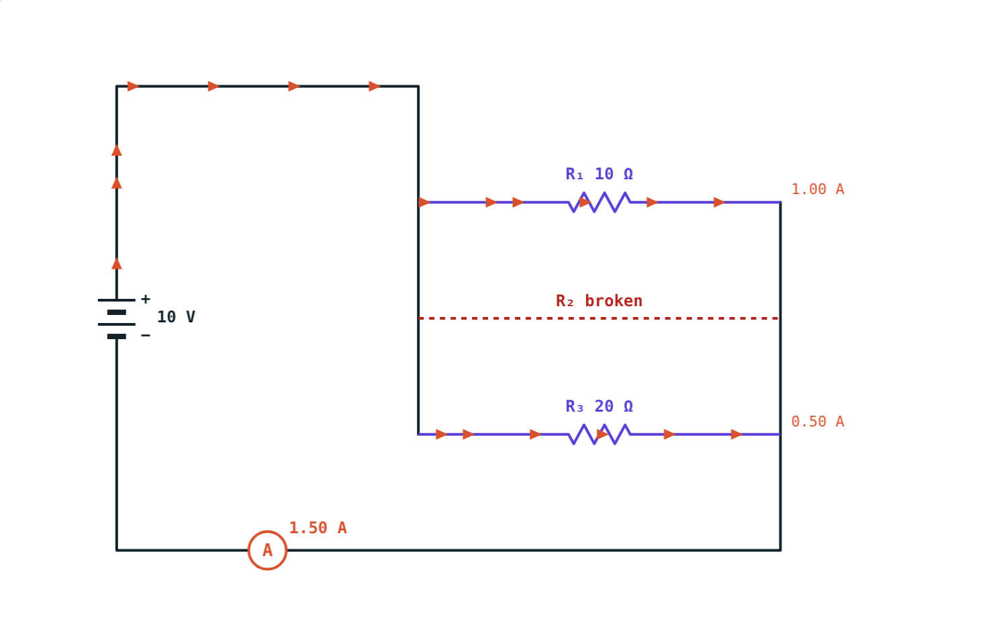 R₁ 10 Ω
1.00 A
+
10 V
−
R₂ broken
R₃ 20 Ω
0.50 A
1.50 A
A